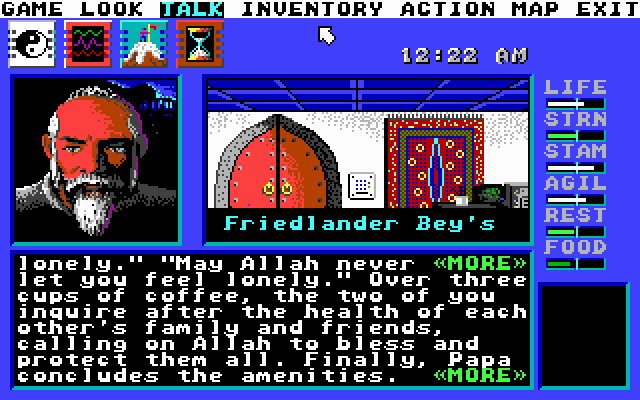 GAME LOOK TALK INVENTORY ACTION MAP EXIT
12:22 AM
LIFE
STRN
STAM
AGIL
REST
FOOD
Friedlander Bey's
lonely." "May Allah never «MORE»
let you feel lonely." Over three
cups of coffee, the two of you
inquire after the health of each
other's family and friends,
calling on Allah to bless and
protect them all. Finally, Papa
concludes the amenities. «MORE»